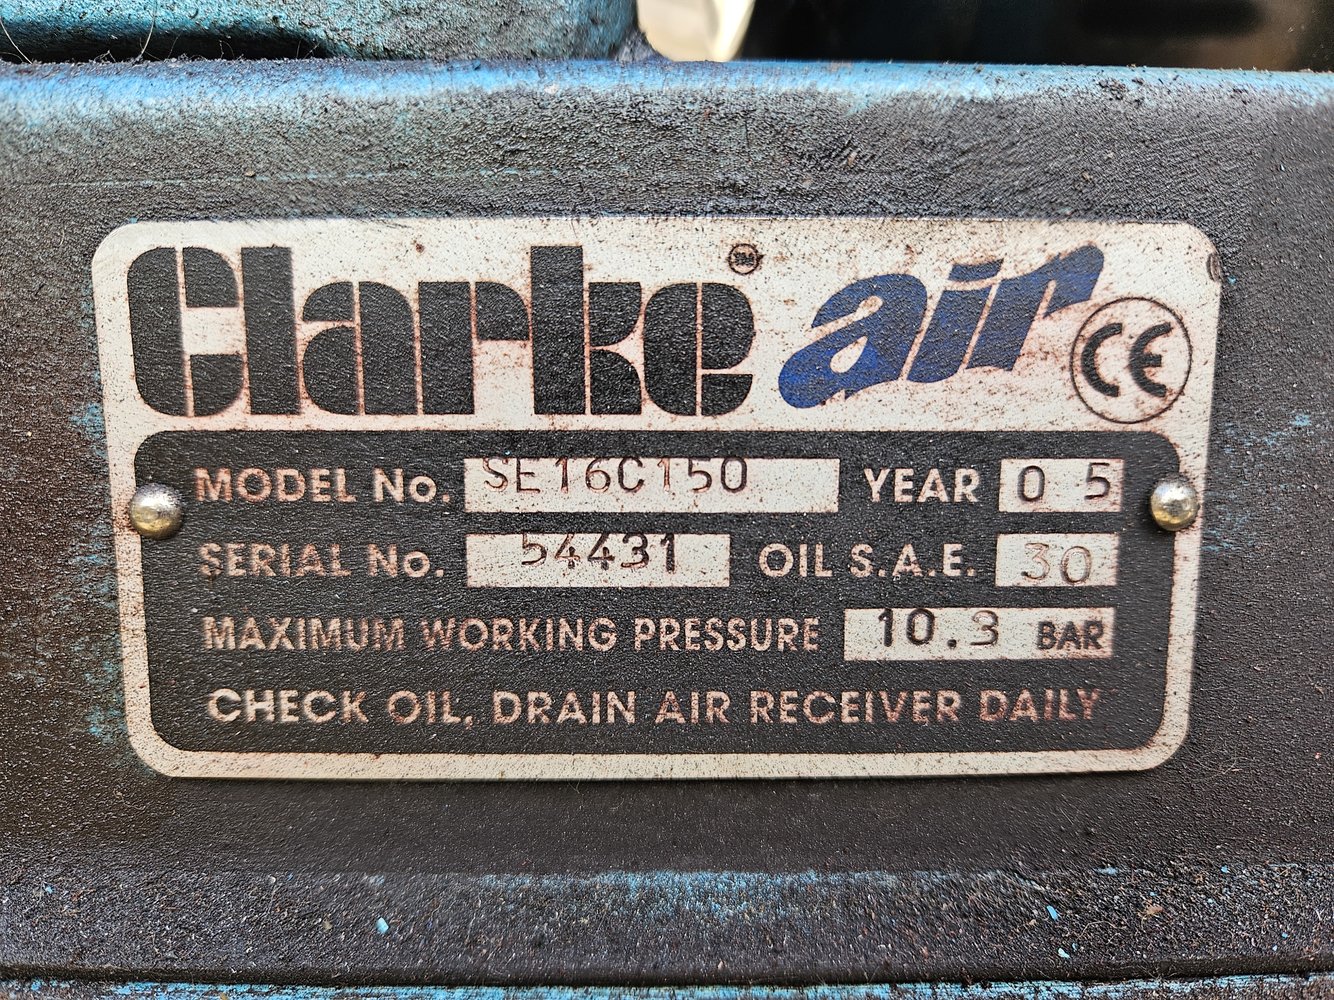 Clarke air CE
MODEL No. SE16C150 YEAR 05
SERIAL No. 54431 OIL S.A.E. 30
MAXIMUM WORKING PRESSURE 10.3 BAR
CHECK OIL, DRAIN AIR RECEIVER DAILY